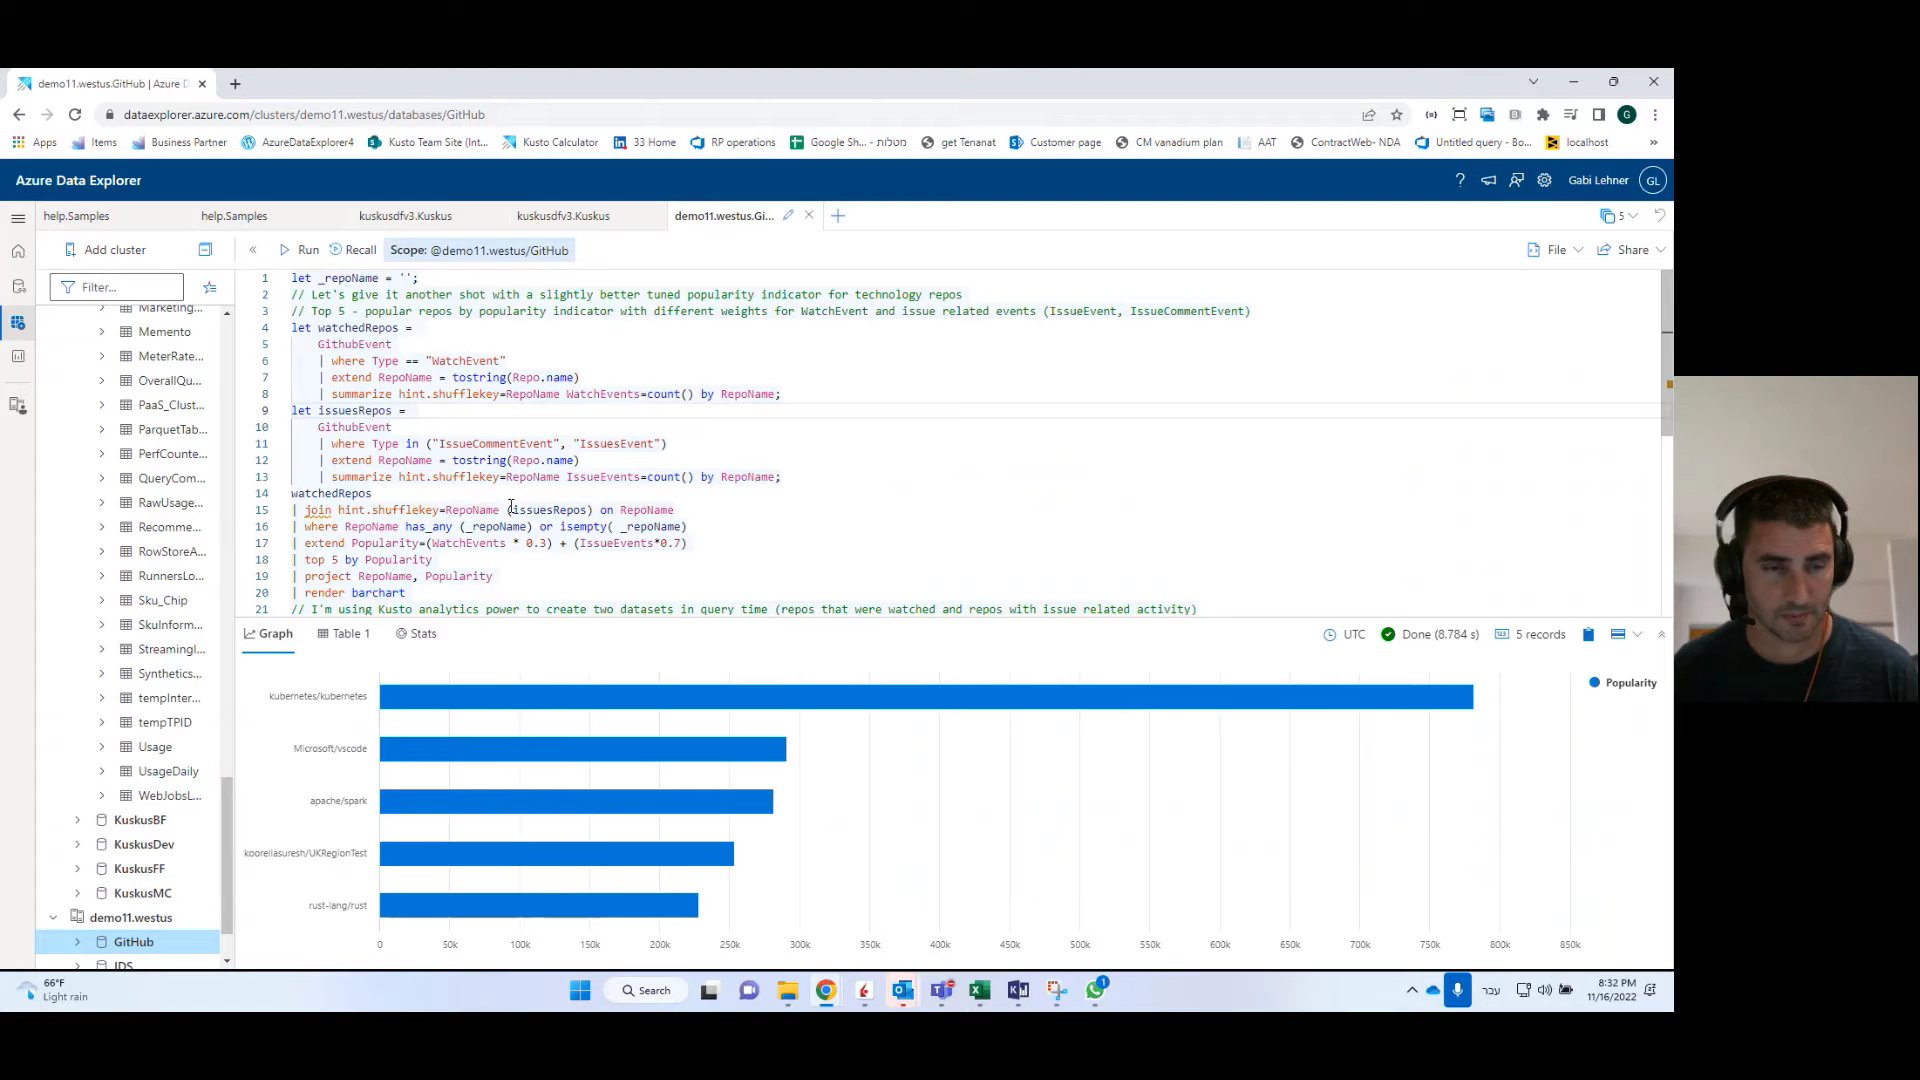 demo11.westus.GitHub | Azure D
dataexplorer.azure.com/clusters/demo11.westus/databases/GitHub
G
Apps Items Business Partner AzureDataExplorer4 Kusto Team Site (Int... Kusto Calculator 33 Home RP operations Google Sh... - מטלות get Tenanat Customer page CM vanadium plan AAT ContractWeb- NDA Untitled query - Bo... localhost »
Azure Data Explorer
Gabi Lehner GL
help.Samples help.Samples kuskusdfv3.Kuskus kuskusdfv3.Kuskus demo11.westus.Gi... 5
Add cluster Run Recall Scope: @demo11.westus/GitHub File Share
Filter...
Marketing...
Memento
MeterRate...
OverallQu...
PaaS_Clust...
ParquetTab...
PerfCounte...
QueryCom...
RawUsage...
Recomme...
RowStoreA...
RunnersLo...
Sku_Chip
SkuInform...
StreamingI...
Synthetics...
tempInter...
tempTPID
Usage
UsageDaily
WebJobsL...
KuskusBF
KuskusDev
KuskusFF
KuskusMC
demo11.westus
GitHub
IDS
1 let _repoName = '';
2 // Let's give it another shot with a slightly better tuned popularity indicator for technology repos
3 // Top 5 - popular repos by popularity indicator with different weights for WatchEvent and issue related events (IssueEvent, IssueCommentEvent)
4 let watchedRepos =
5 GithubEvent
6 | where Type == "WatchEvent"
7 | extend RepoName = tostring(Repo.name)
8 | summarize hint.shufflekey=RepoName WatchEvents=count() by RepoName;
9 let issuesRepos =
10 GithubEvent
11 | where Type in ("IssueCommentEvent", "IssuesEvent")
12 | extend RepoName = tostring(Repo.name)
13 | summarize hint.shufflekey=RepoName IssueEvents=count() by RepoName;
14 watchedRepos
15 | join hint.shufflekey=RepoName (issuesRepos) on RepoName
16 | where RepoName has_any (_repoName) or isempty( _repoName)
17 | extend Popularity=(WatchEvents * 0.3) + (IssueEvents*0.7)
18 | top 5 by Popularity
19 | project RepoName, Popularity
20 | render barchart
21 // I'm using Kusto analytics power to create two datasets in query time (repos that were watched and repos with issue related activity)
Graph Table 1 Stats UTC Done (8.784 s) 5 records
Popularity
kubernetes/kubernetes
Microsoft/vscode
apache/spark
koorellasuresh/UKRegionTest
rust-lang/rust
0 50k 100k 150k 200k 250k 300k 350k 400k 450k 500k 550k 600k 650k 700k 750k 800k 850k
66°F
Light rain
Search
1
עבר
8:32 PM
11/16/2022